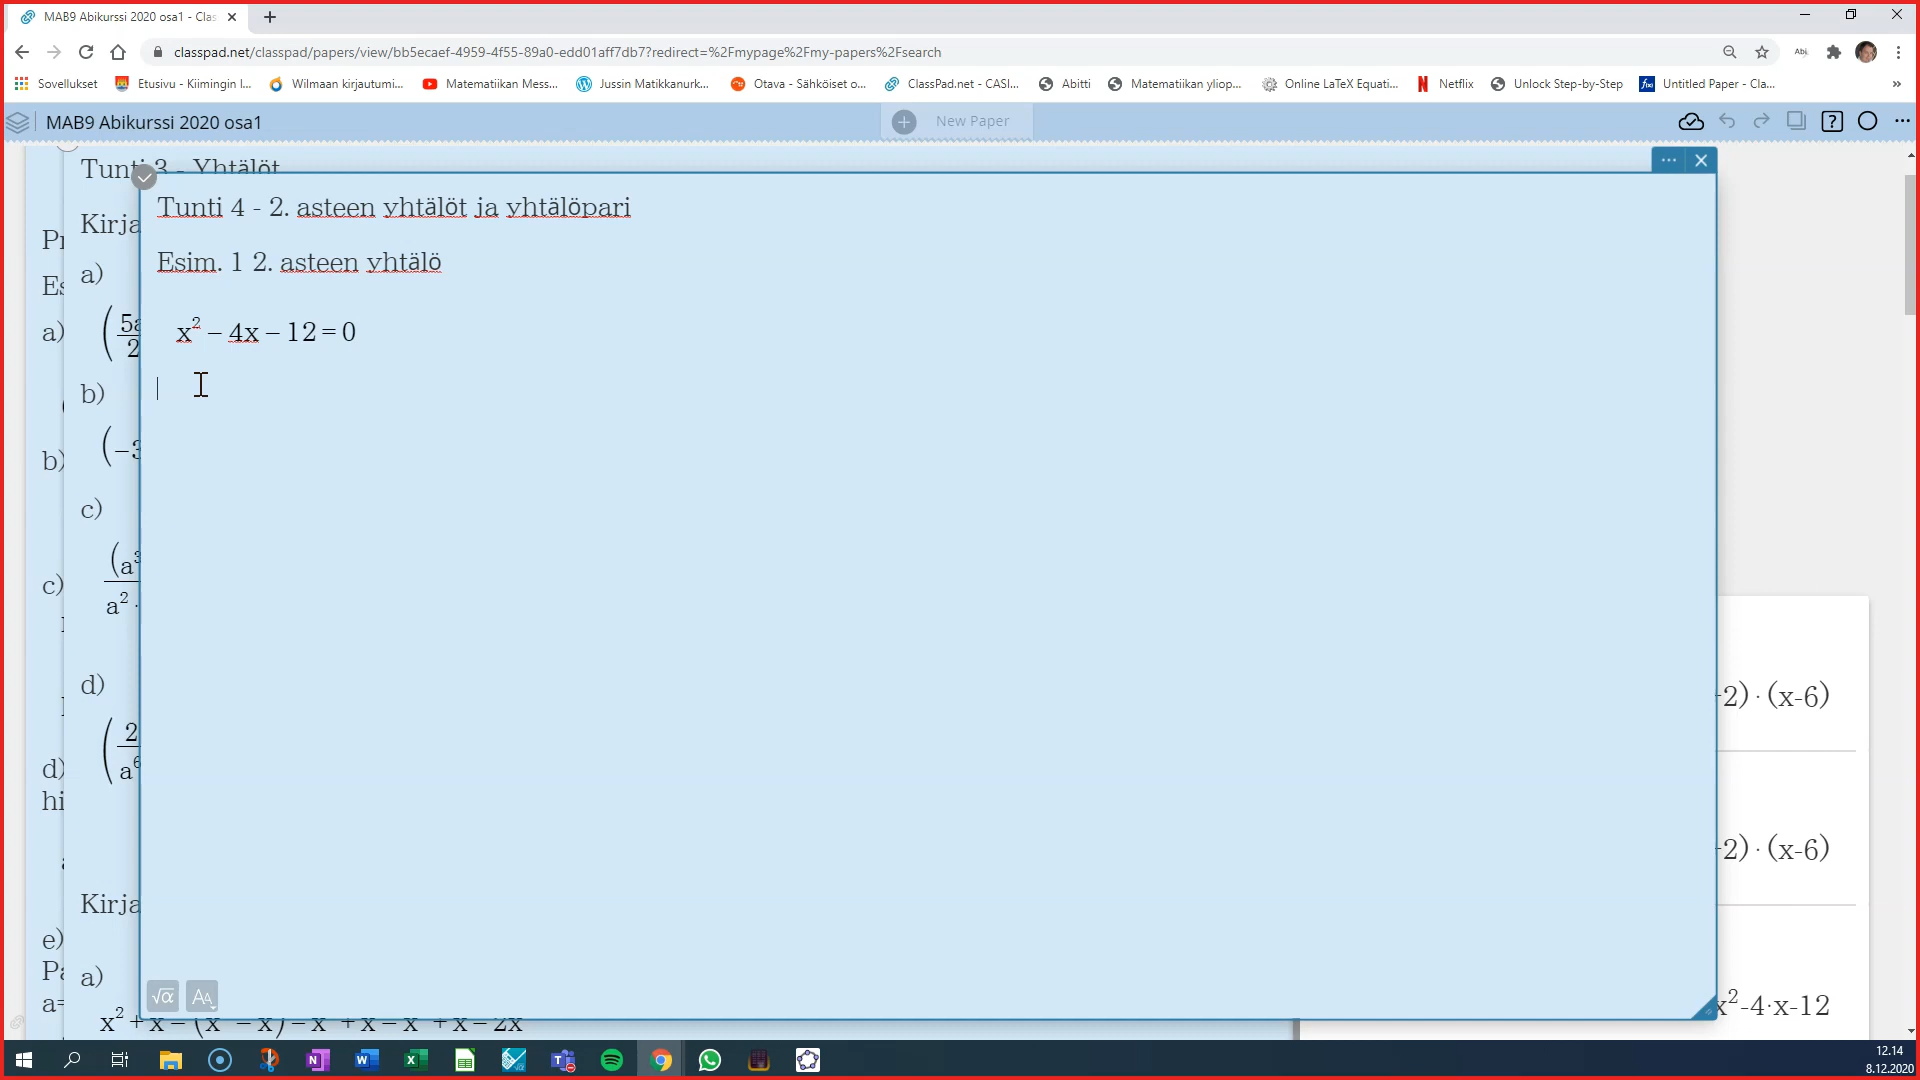 MAB9 Abikurssi 2020 osa1 - Clas
classpad.net/classpad/papers/view/bb5ecaef-4959-4f55-89a0-edd01aff7db7?redirect=%2Fmypage%2Fmy-papers%2Fsearch
Sovellukset Etusivu - Kiimingin l... Wilmaan kirjautumi... Matematiikan Mess... Jussin Matikkanurk... Otava - Sähköiset o... ClassPad.net - CASI... Abitti Matematiikan yliop... Online LaTeX Equati... Netflix Unlock Step-by-Step Untitled Paper - Cla... »
MAB9 Abikurssi 2020 osa1 New Paper
Tunti 3 - Yhtälöt
Tunti 4 - 2. asteen yhtälöt ja yhtälöpari
Esim. 1 2. asteen yhtälö
x² – 4x – 12 = 0
Kirja
a)
b)
c)
d)
Kirja
a)
a)
b)
c)
d)
hi
e)
a=
-2)·(x-6)
-2)·(x-6)
x²-4·x-12
12.14
8.12.2020